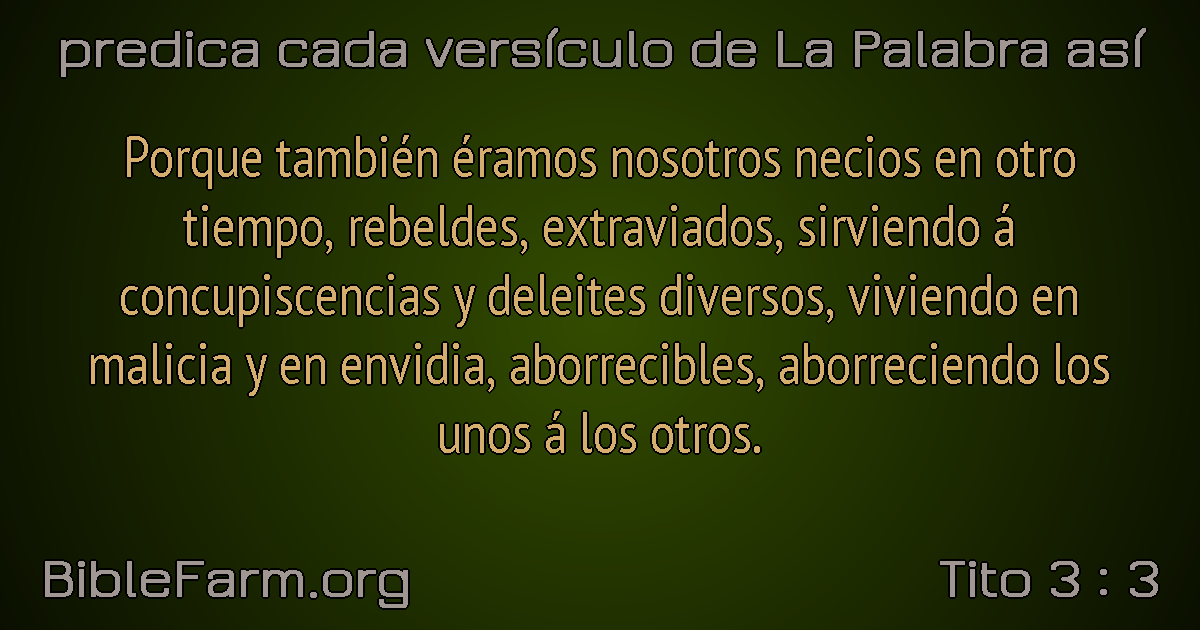 predica cada versículo de La Palabra así
Porque también éramos nosotros necios en otro
tiempo, rebeldes, extraviados, sirviendo á
concupiscencias y deleites diversos, viviendo en
malicia y en envidia, aborrecibles, aborreciendo los
unos á los otros.
BibleFarm.org
Tito 3 : 3